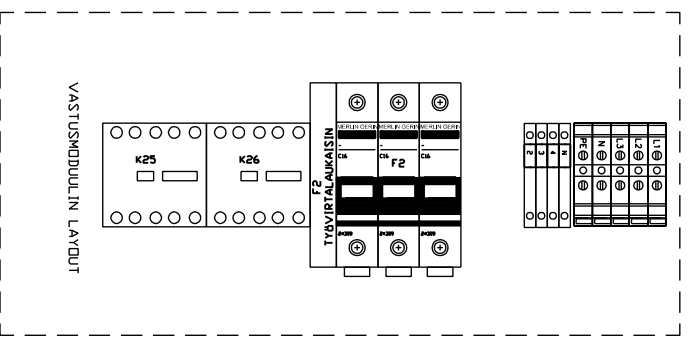 VASTUSMODUULIN LAYOUT
K25
K26
F2
TYÖVIRTALAUKAISIN
MERLIN GERIN
MERLIN GERIN
MERLIN GERIN
C16
C16
C16
F2
2
3
4
N
PE
N
L3
L2
L1